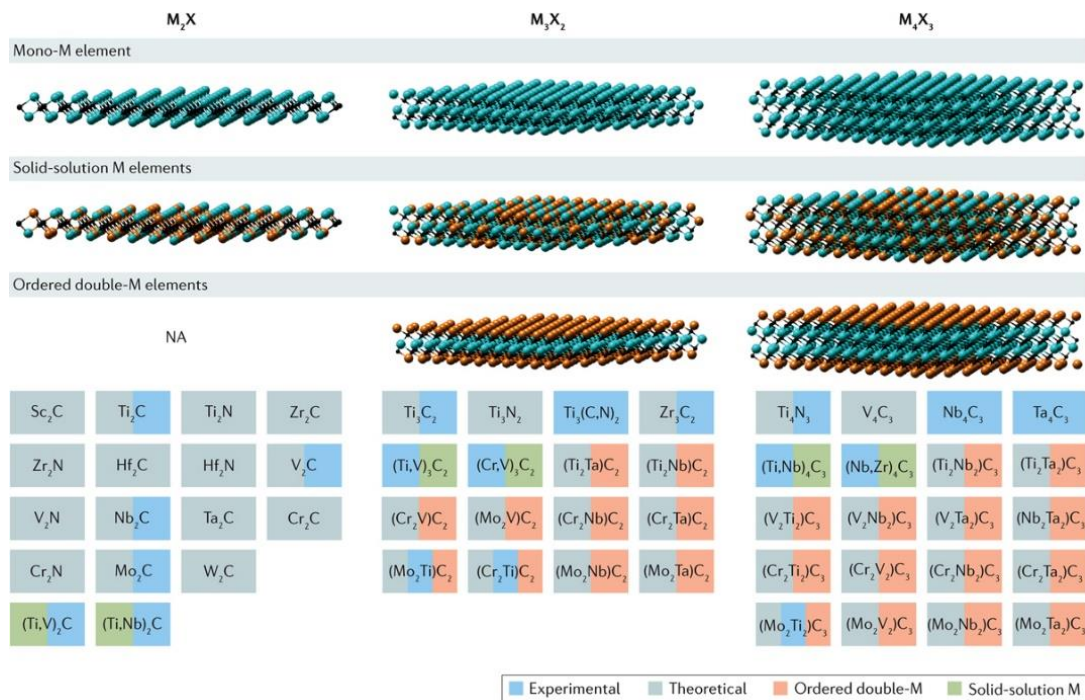 M₂X M₃X₂ M₄X₃
Mono-M element
Solid-solution M elements
Ordered double-M elements
NA
Sc₂C Ti₂C Ti₂N Zr₂C Ti₃C₂ Ti₃N₂ Ti₃(C,N)₂ Zr₃C₂ Ti₄N₃ V₄C₃ Nb₄C₃ Ta₄C₃
Zr₂N Hf₂C Hf₂N V₂C (Ti,V)₃C₂ (Cr,V)₃C₂ (Ti₂Ta)C₂ (Ti₂Nb)C₂ (Ti,Nb)₄C₃ (Nb,Zr)₄C₃ (Ti₂Nb₂)C₃ (Ti₂Ta₂)C₃
V₂N Nb₂C Ta₂C Cr₂C (Cr₂V)C₂ (Mo₂V)C₂ (Cr₂Nb)C₂ (Cr₂Ta)C₂ (V₂Ti₂)C₃ (V₂Nb₂)C₃ (V₂Ta₂)C₃ (Nb₂Ta₂)C₃
Cr₂N Mo₂C W₂C (Mo₂Ti)C₂ (Cr₂Ti)C₂ (Mo₂Nb)C₂ (Mo₂Ta)C₂ (Cr₂Ti₂)C₃ (Cr₂V₂)C₃ (Cr₂Nb₂)C₃ (Cr₂Ta₂)C₃
(Ti,V)₂C (Ti,Nb)₂C (Mo₂Ti₂)C₃ (Mo₂V₂)C₃ (Mo₂Nb₂)C₃ (Mo₂Ta₂)C₃
Experimental Theoretical Ordered double-M Solid-solution M